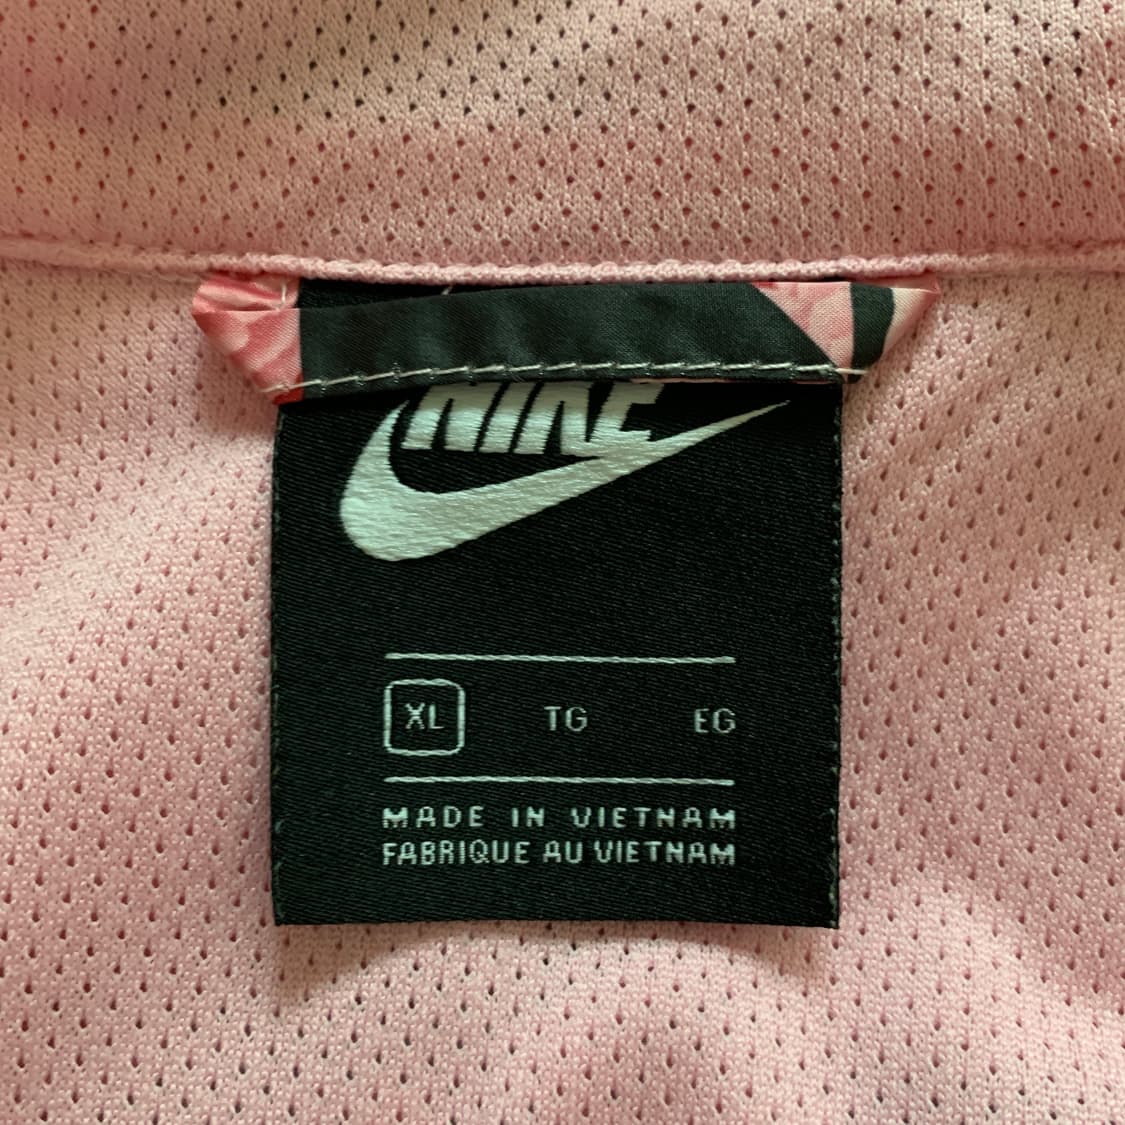 NIKE
XL TG EG
MADE IN VIETNAM
FABRIQUE AU VIETNAM